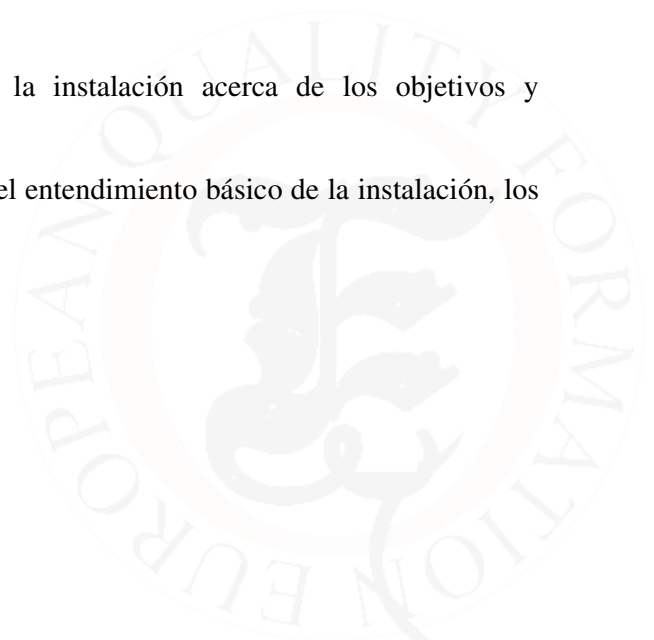 la instalación acerca de los objetivos y
el entendimiento básico de la instalación, los
EUROPEAN QUALITY FORMATION